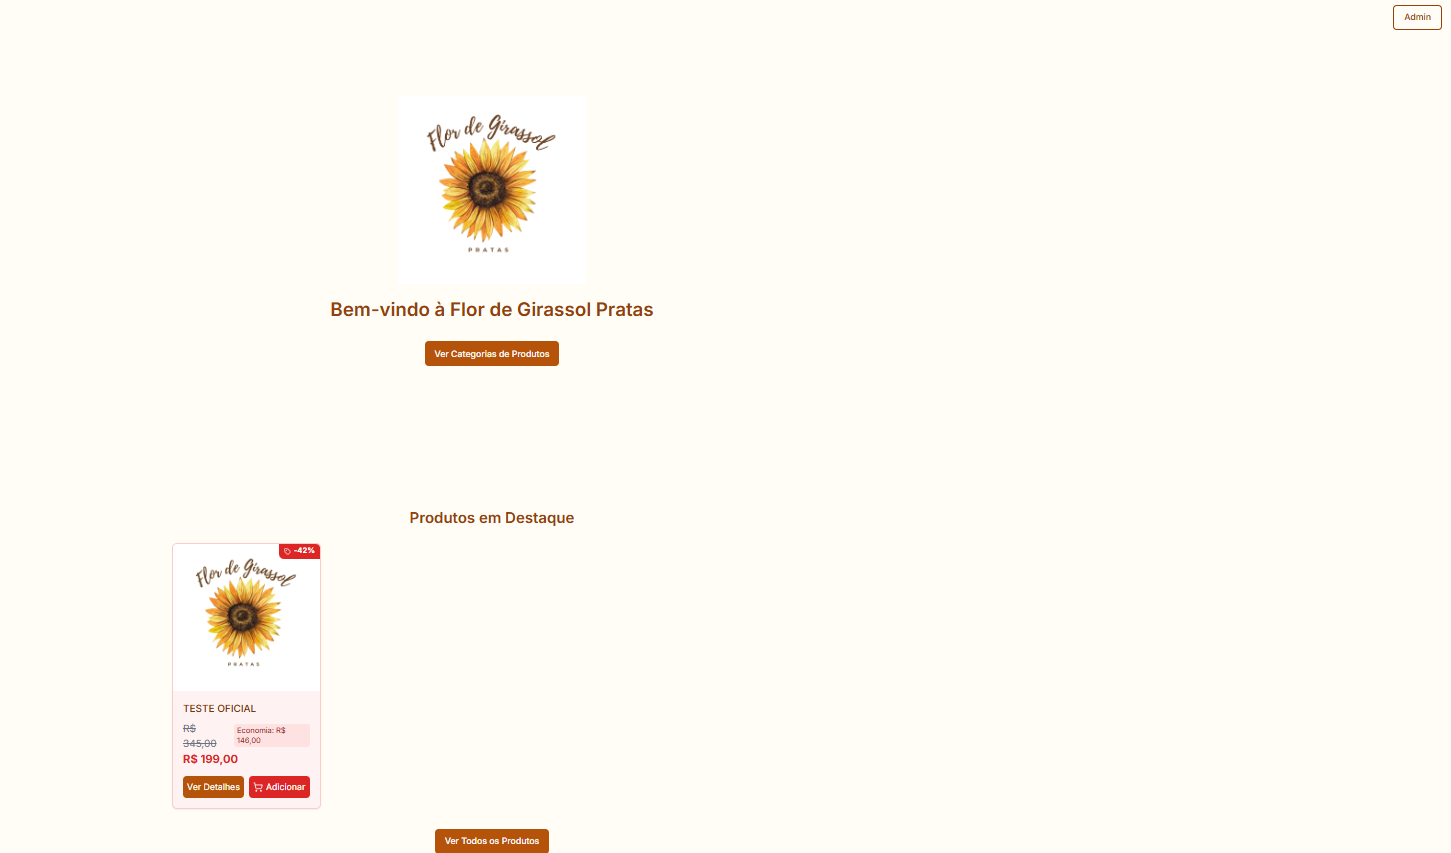 Admin
Flor de Girassol
PRATAS
Bem-vindo à Flor de Girassol Pratas
Ver Categorias de Produtos
Produtos em Destaque
-42%
Flor de Girassol
PRATAS
TESTE OFICIAL
R$
345,00
Economia: R$
146,00
R$ 199,00
Ver Detalhes
Adicionar
Ver Todos os Produtos